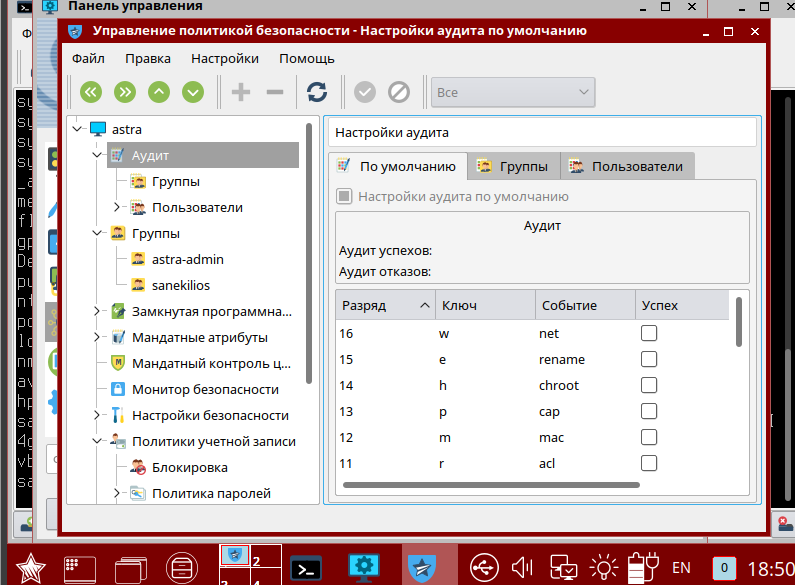 Панель управления
Управление политикой безопасности - Настройки аудита по умолчанию
Файл Правка Настройки Помощь
Все
astra
Аудит
Группы
Пользователи
Группы
astra-admin
sanekilios
Замкнутая программна...
Мандатные атрибуты
Мандатный контроль ц...
Монитор безопасности
Настройки безопасности
Политики учетной записи
Блокировка
Политика паролей
Настройки аудита
По умолчанию Группы Пользователи
Настройки аудита по умолчанию
Аудит
Аудит успехов:
Аудит отказов:
Разряд Ключ Событие Успех
16 w net
15 e rename
14 h chroot
13 p cap
12 m mac
11 r acl
2
EN 0 18:50